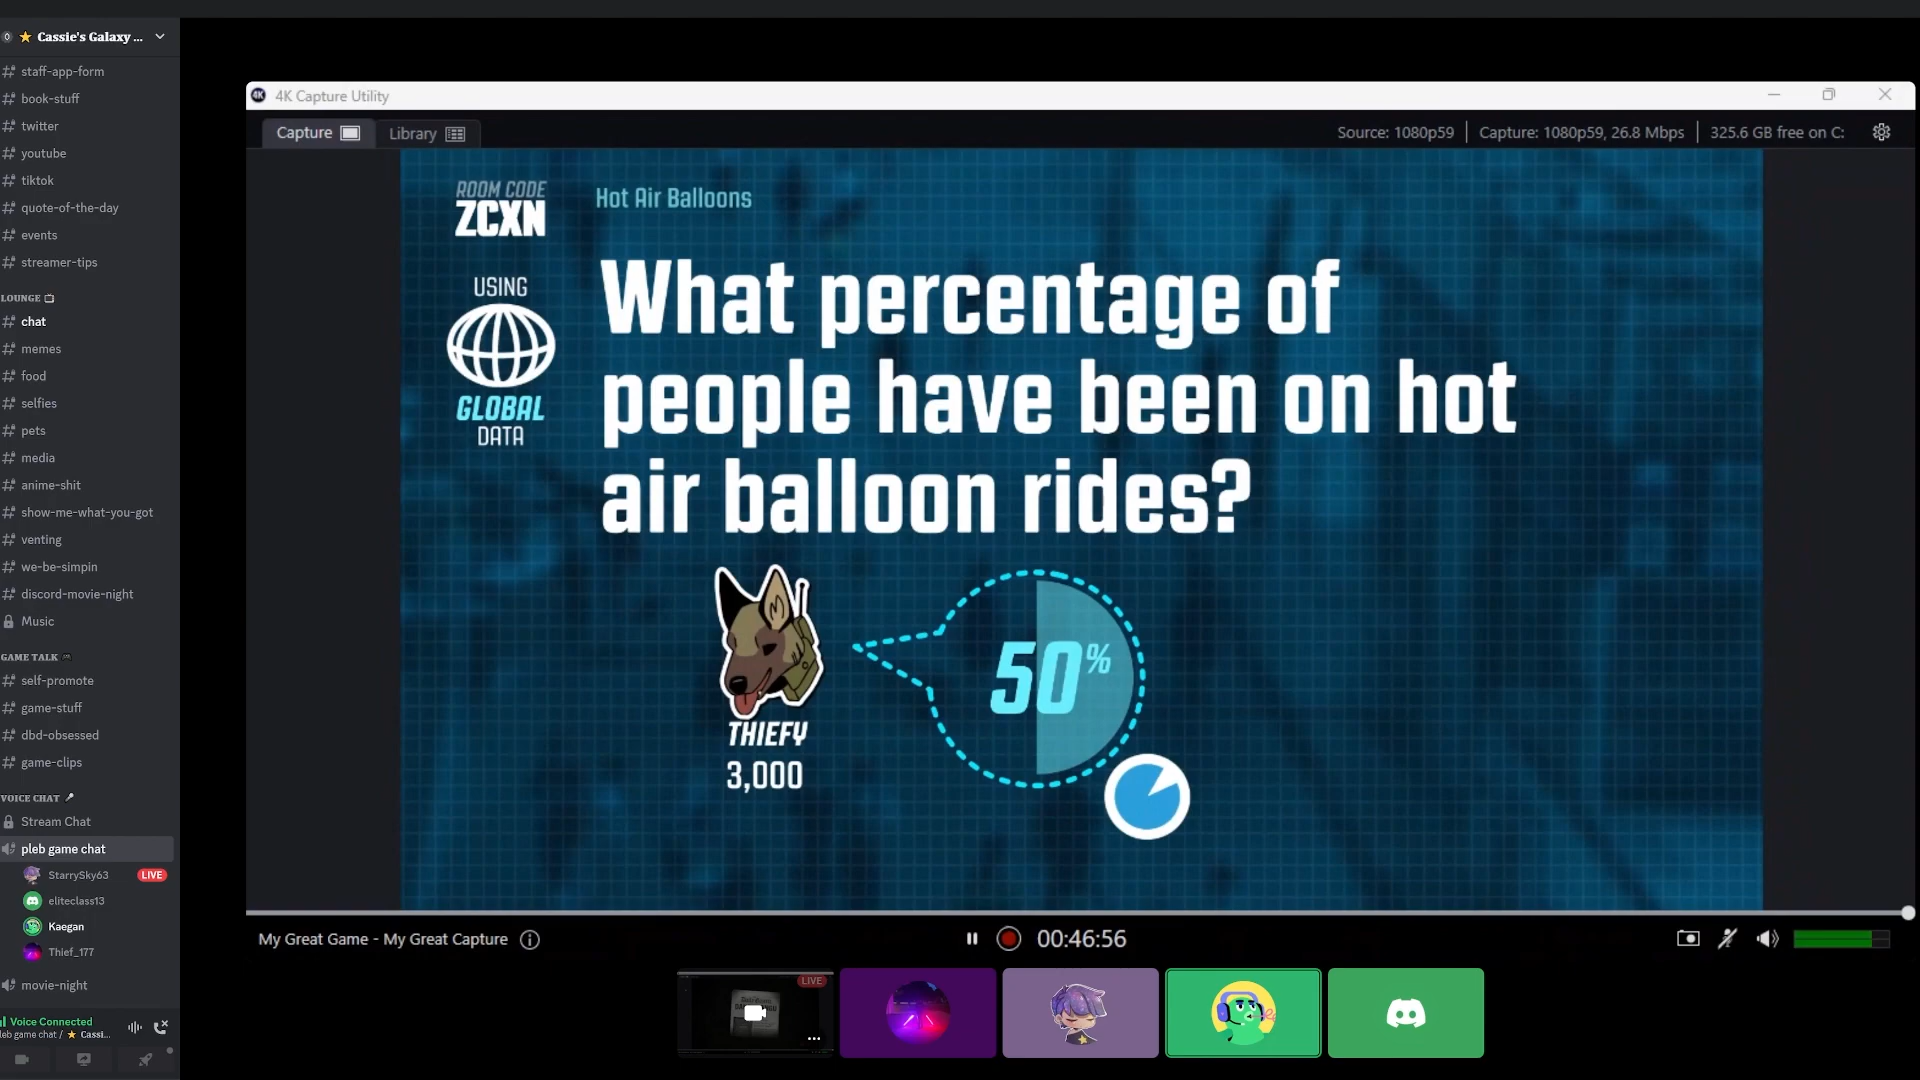 Cassie's Galaxy ...
staff-app-form
book-stuff
twitter
youtube
tiktok
quote-of-the-day
events
streamer-tips
LOUNGE
chat
memes
food
selfies
pets
media
anime-shit
show-me-what-you-got
venting
we-be-simpin
discord-movie-night
Music
GAME TALK
self-promote
game-stuff
dbd-obsessed
game-clips
VOICE CHAT
Stream Chat
pleb game chat
StarrySky63 LIVE
eliteclass13
Kaegan
Thief_177
movie-night
Voice Connected
leb game chat / Cassi...
4K 4K Capture Utility
Capture Library
Source: 1080p59 | Capture: 1080p59, 26.8 Mbps | 325.6 GB free on C:
ROOM CODE
ZCXN
USING
GLOBAL
DATA
Hot Air Balloons
What percentage of
people have been on hot
air balloon rides?
50%
THIEFY
3,000
My Great Game - My Great Capture
00:46:56
LIVE